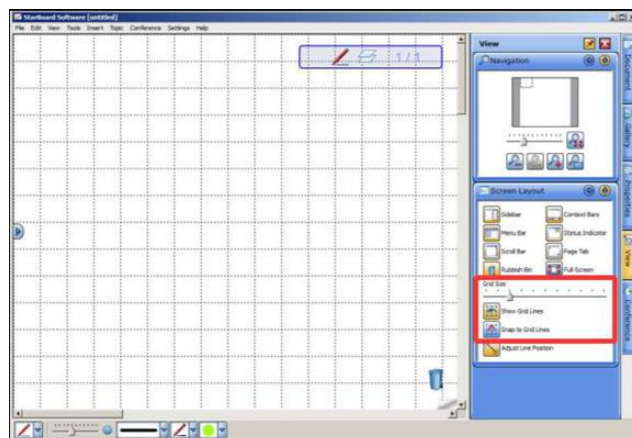 StarBoard Software [untitled]
File Edit View Tools Insert Topic Conference Settings Help
1 / 1
View
Navigation
Screen Layout
Sidebar
Context Bars
Menu Bar
Status Indicator
Scroll Bar
Page Tab
Rubbish Bin
Full-Screen
Grid Size
Show Grid Lines
Snap to Grid Lines
Adjust Line Position
Document
Gallery
Properties
View
Conference